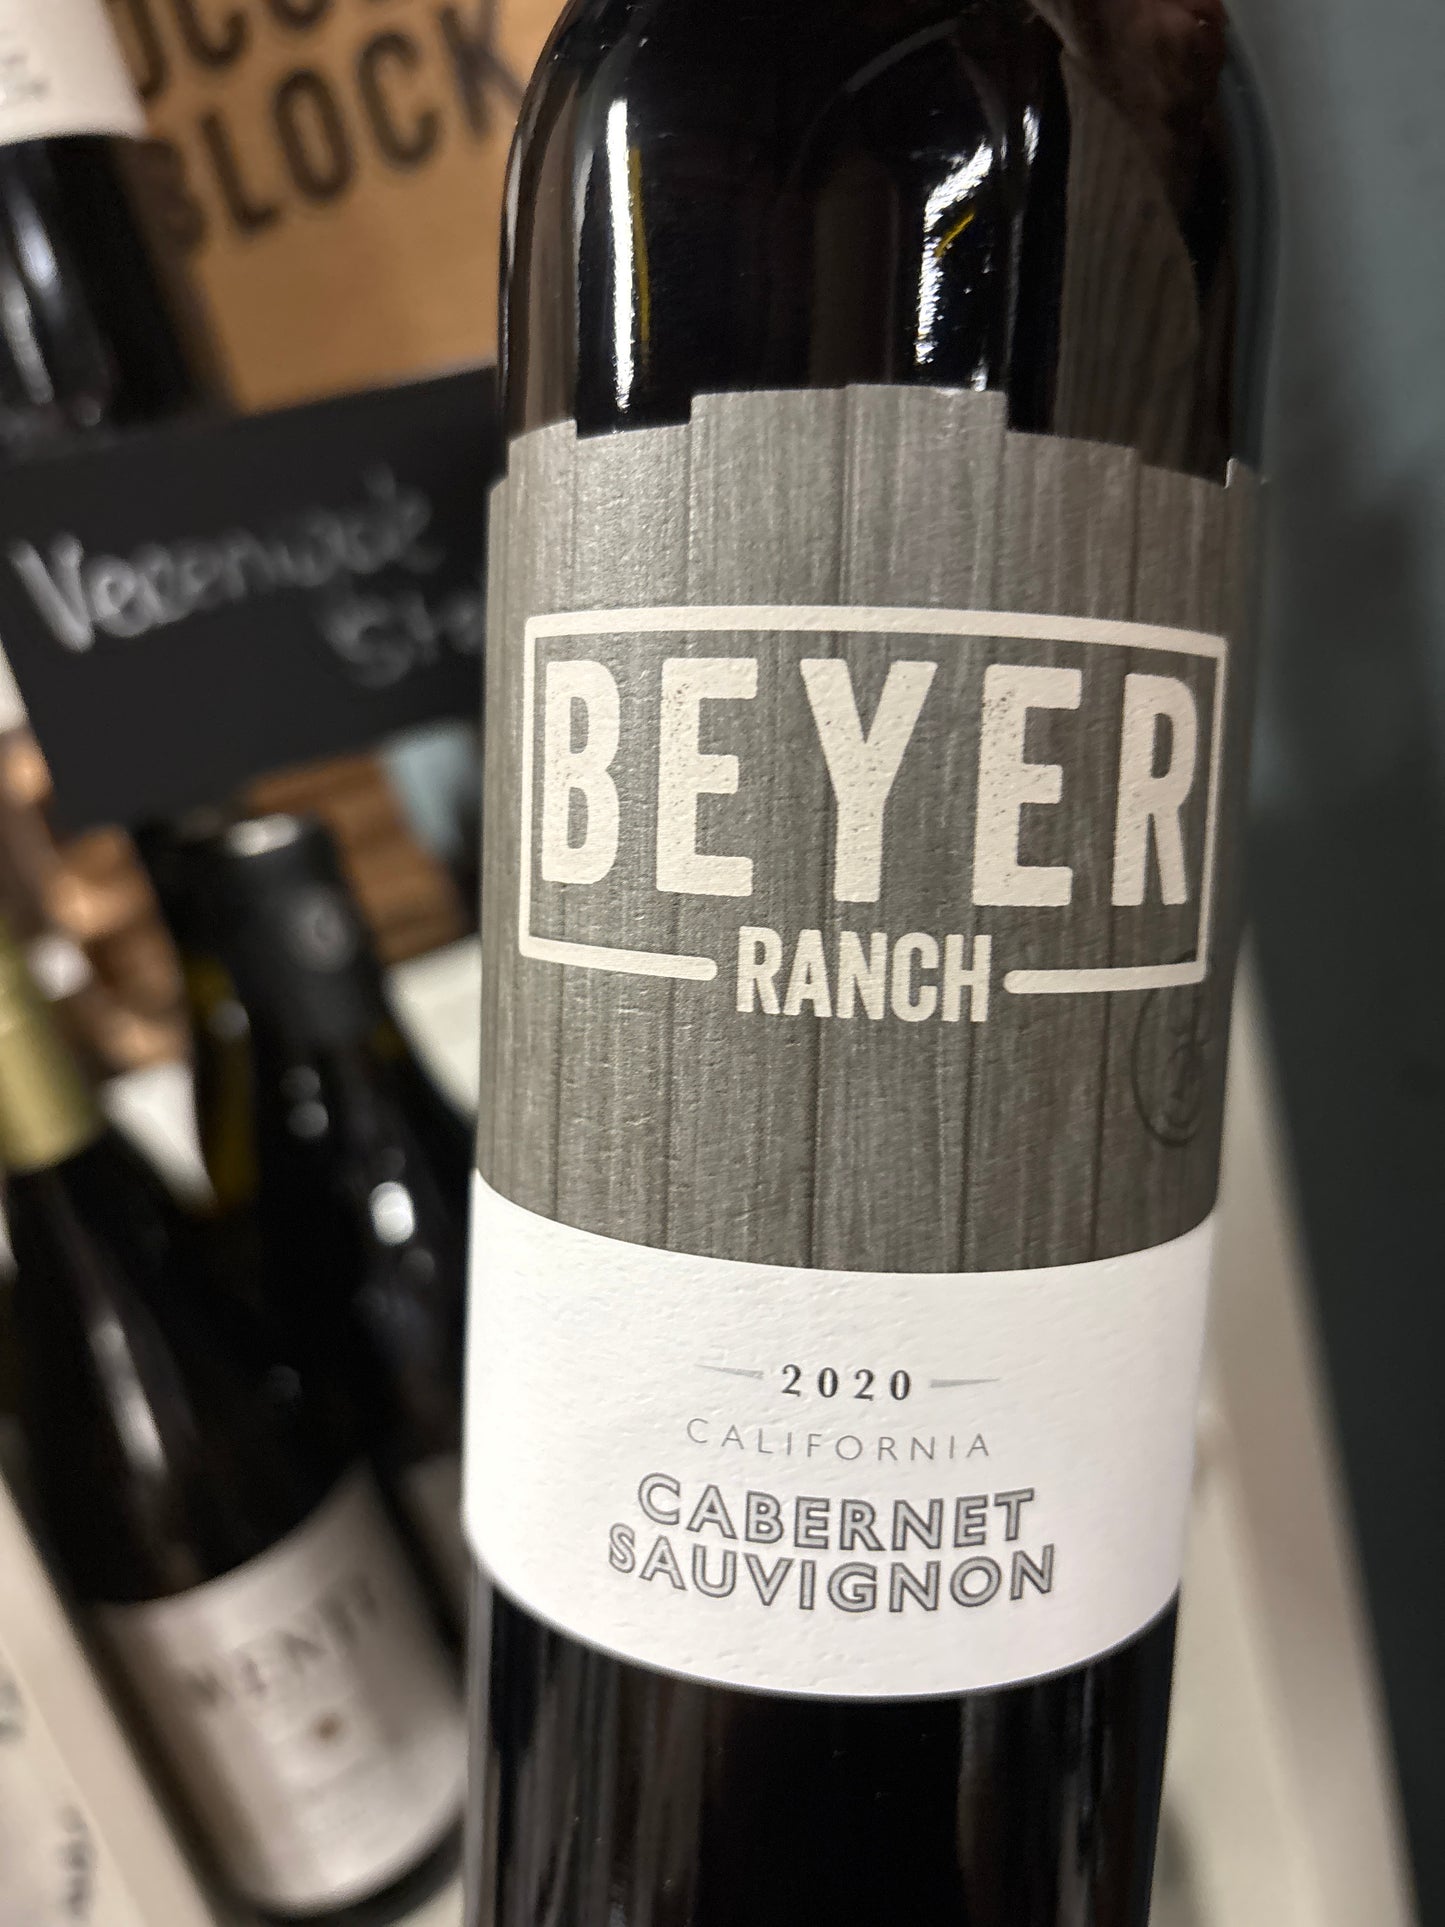 BLOCK
BEYER
RANCH
2020
CALIFORNIA
CABERNET
SAUVIGNON